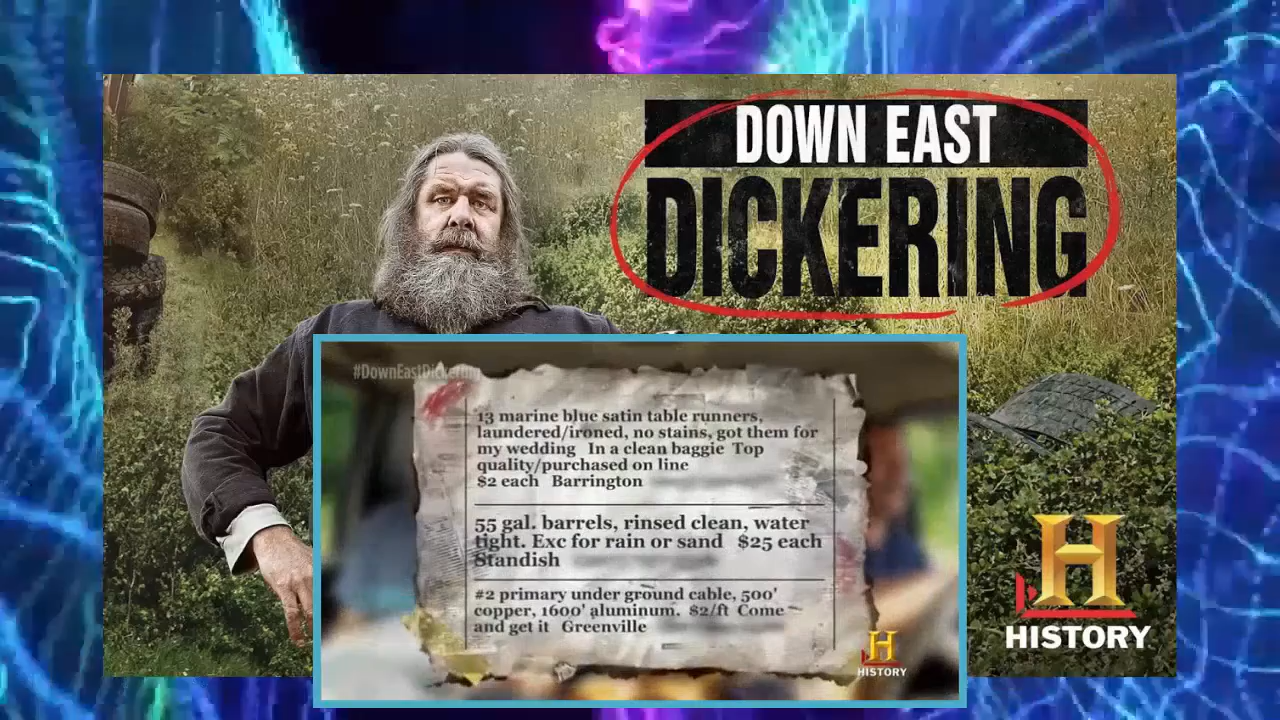 DOWN EAST
DICKERING
#DownEastDickering
13 marine blue satin table runners,
laundered/ironed, no stains, got them for
my wedding In a clean baggie Top
quality/purchased on line
$2 each Barrington
55 gal. barrels, rinsed clean, water
tight. Exc for rain or sand $25 each
Standish
#2 primary under ground cable, 500'
copper, 1600' aluminum. $2/ft Come
and get it Greenville
H
HISTORY
H
HISTORY